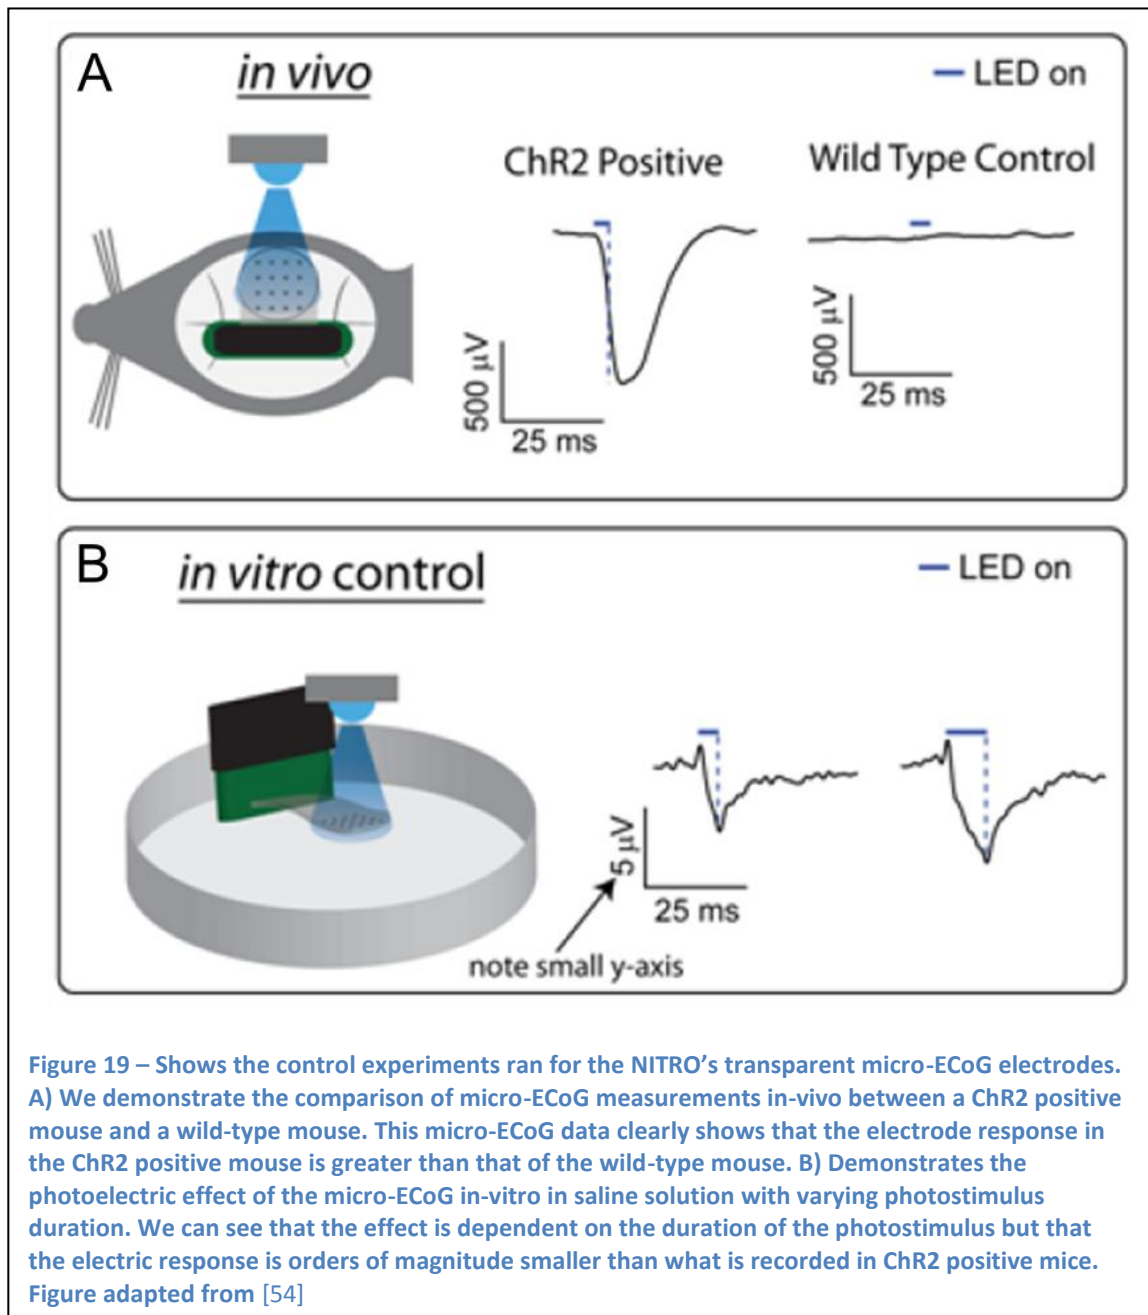 A
in vivo
LED on
ChR2 Positive
Wild Type Control
500 µV
25 ms
500 µV
25 ms
B
in vitro control
LED on
5 µV
25 ms
note small y-axis
Figure 19 – Shows the control experiments ran for the NITRO’s transparent micro-ECoG electrodes.
A) We demonstrate the comparison of micro-ECoG measurements in-vivo between a ChR2 positive
mouse and a wild-type mouse. This micro-ECoG data clearly shows that the electrode response in
the ChR2 positive mouse is greater than that of the wild-type mouse. B) Demonstrates the
photoelectric effect of the micro-ECoG in-vitro in saline solution with varying photostimulus
duration. We can see that the effect is dependent on the duration of the photostimulus but that
the electric response is orders of magnitude smaller than what is recorded in ChR2 positive mice.
Figure adapted from [54]